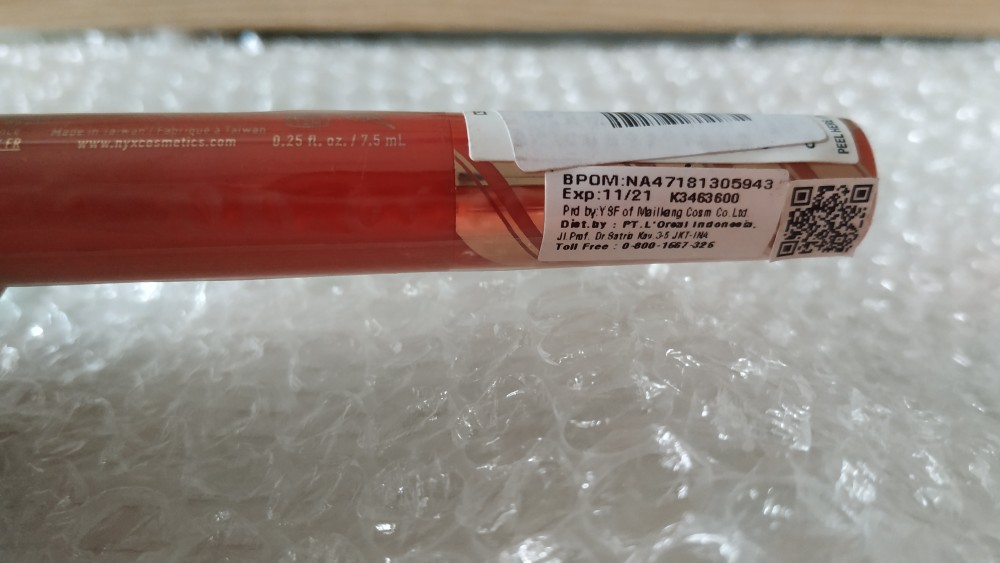 Made in Taiwan / Fabriqué à Taiwan
www.nyxcosmetics.com
0.25 fl. oz. / 7.5 mL
PEEL HERE
BPOM:NA47181305943
Exp:11/21 K3463600
Prd by:YSF of Mailkang Cosm Co.Ltd.
Dist.by : PT.L'Oreal Indonesia,
Jl.Prof. Dr.Satrio Kav.3-5 JKT-INA
Toll Free : 0-800-1667-326